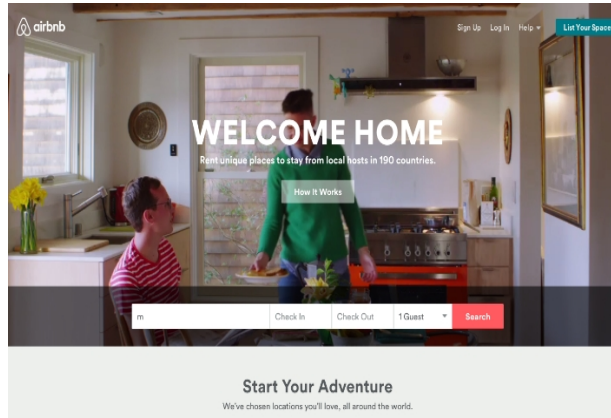 airbnb
Sign Up Log In Help List Your Space
WELCOME HOME
Rent unique places to stay from local hosts in 190 countries.
How It Works
m Check In Check Out 1 Guest Search
Start Your Adventure
We've chosen locations you'll love, all around the world.